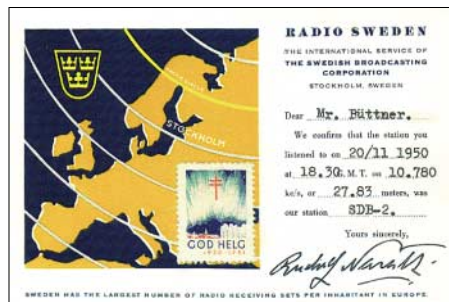 RADIO SWEDEN
THE INTERNATIONAL SERVICE OF
THE SWEDISH BROADCASTING
CORPORATION
STOCKHOLM, SWEDEN
Dear Mr. Büttner.
We confirm that the station you
listened to on 20/11 1950
at 18.30 G.M.T. on 10.780
kc/s, or 27.83 meters, was
our station SDB-2.
Yours sincerely,
STOCKHOLM
GOD HELG
SWEDEN HAS THE LARGEST NUMBER OF RADIO RECEIVING SETS PER INHABITANT IN EUROPE.